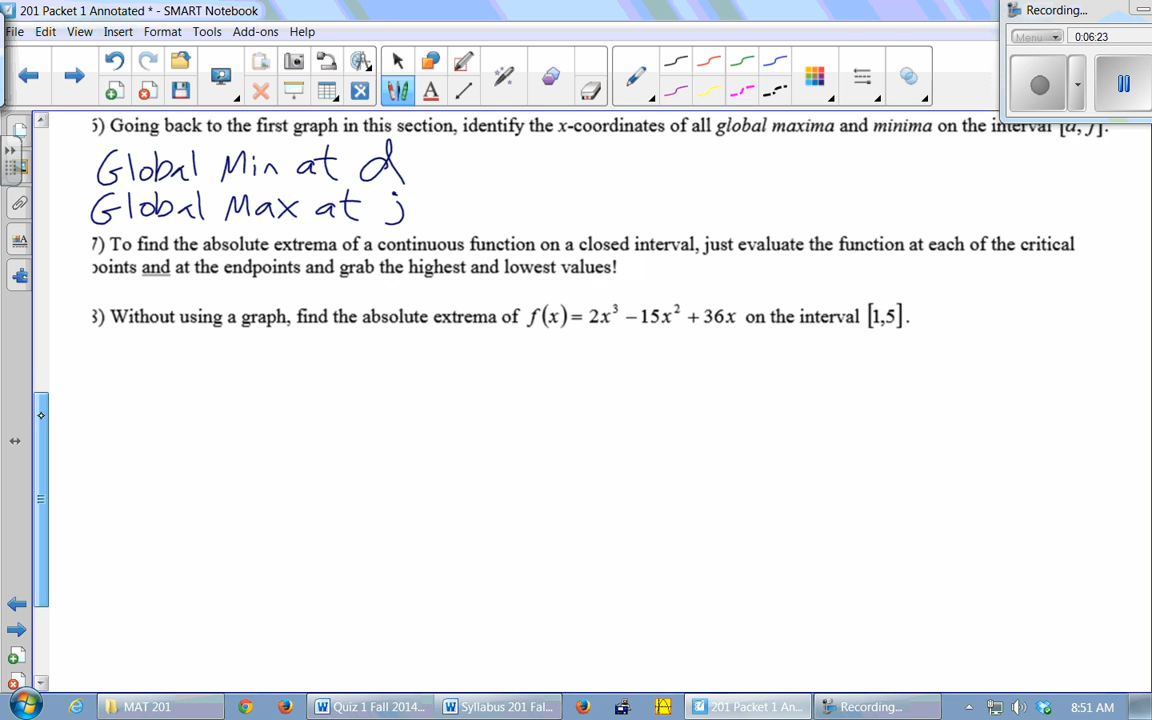 201 Packet 1 Annotated * - SMART Notebook
Recording...
File Edit View Insert Format Tools Add-ons Help
Menu
0:06:23
5) Going back to the first graph in this section, identify the x-coordinates of all global maxima and minima on the interval
Global Min at d
Global Max at j
7) To find the absolute extrema of a continuous function on a closed interval, just evaluate the function at each of the critical
points and at the endpoints and grab the highest and lowest values!
3) Without using a graph, find the absolute extrema of f(x) = 2x³ − 15x² + 36x on the interval [1,5].
MAT 201
Quiz 1 Fall 2014...
Syllabus 201 Fal...
201 Packet 1 An...
Recording...
8:51 AM